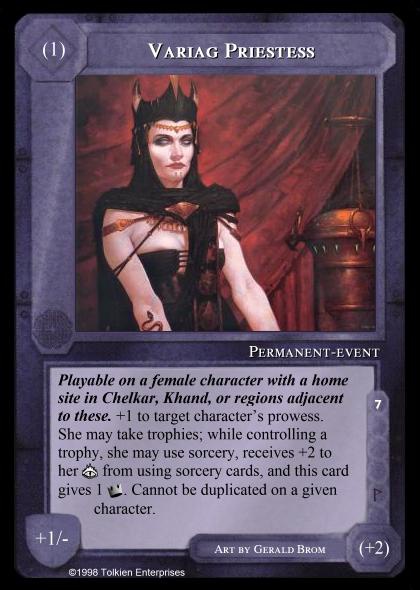 (1)
VARIAG PRIESTESS
PERMANENT-EVENT
Playable on a female character with a home
site in Chelkar, Khand, or regions adjacent
to these. +1 to target character's prowess.
She may take trophies; while controlling a
trophy, she may use sorcery, receives +2 to
her from using sorcery cards, and this card
gives 1 . Cannot be duplicated on a given
character.
7
+1/-
ART BY GERALD BROM
(+2)
©1998 Tolkien Enterprises